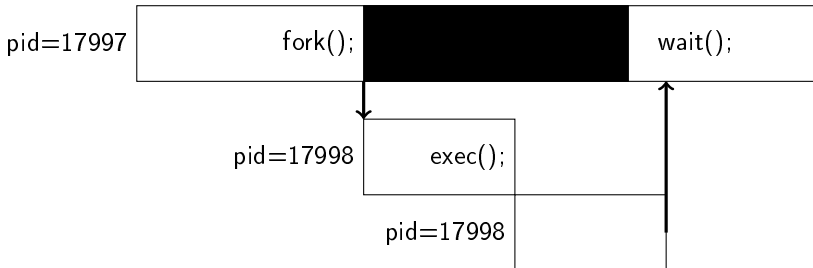 pid=17997
fork();
wait();
pid=17998
exec();
pid=17998